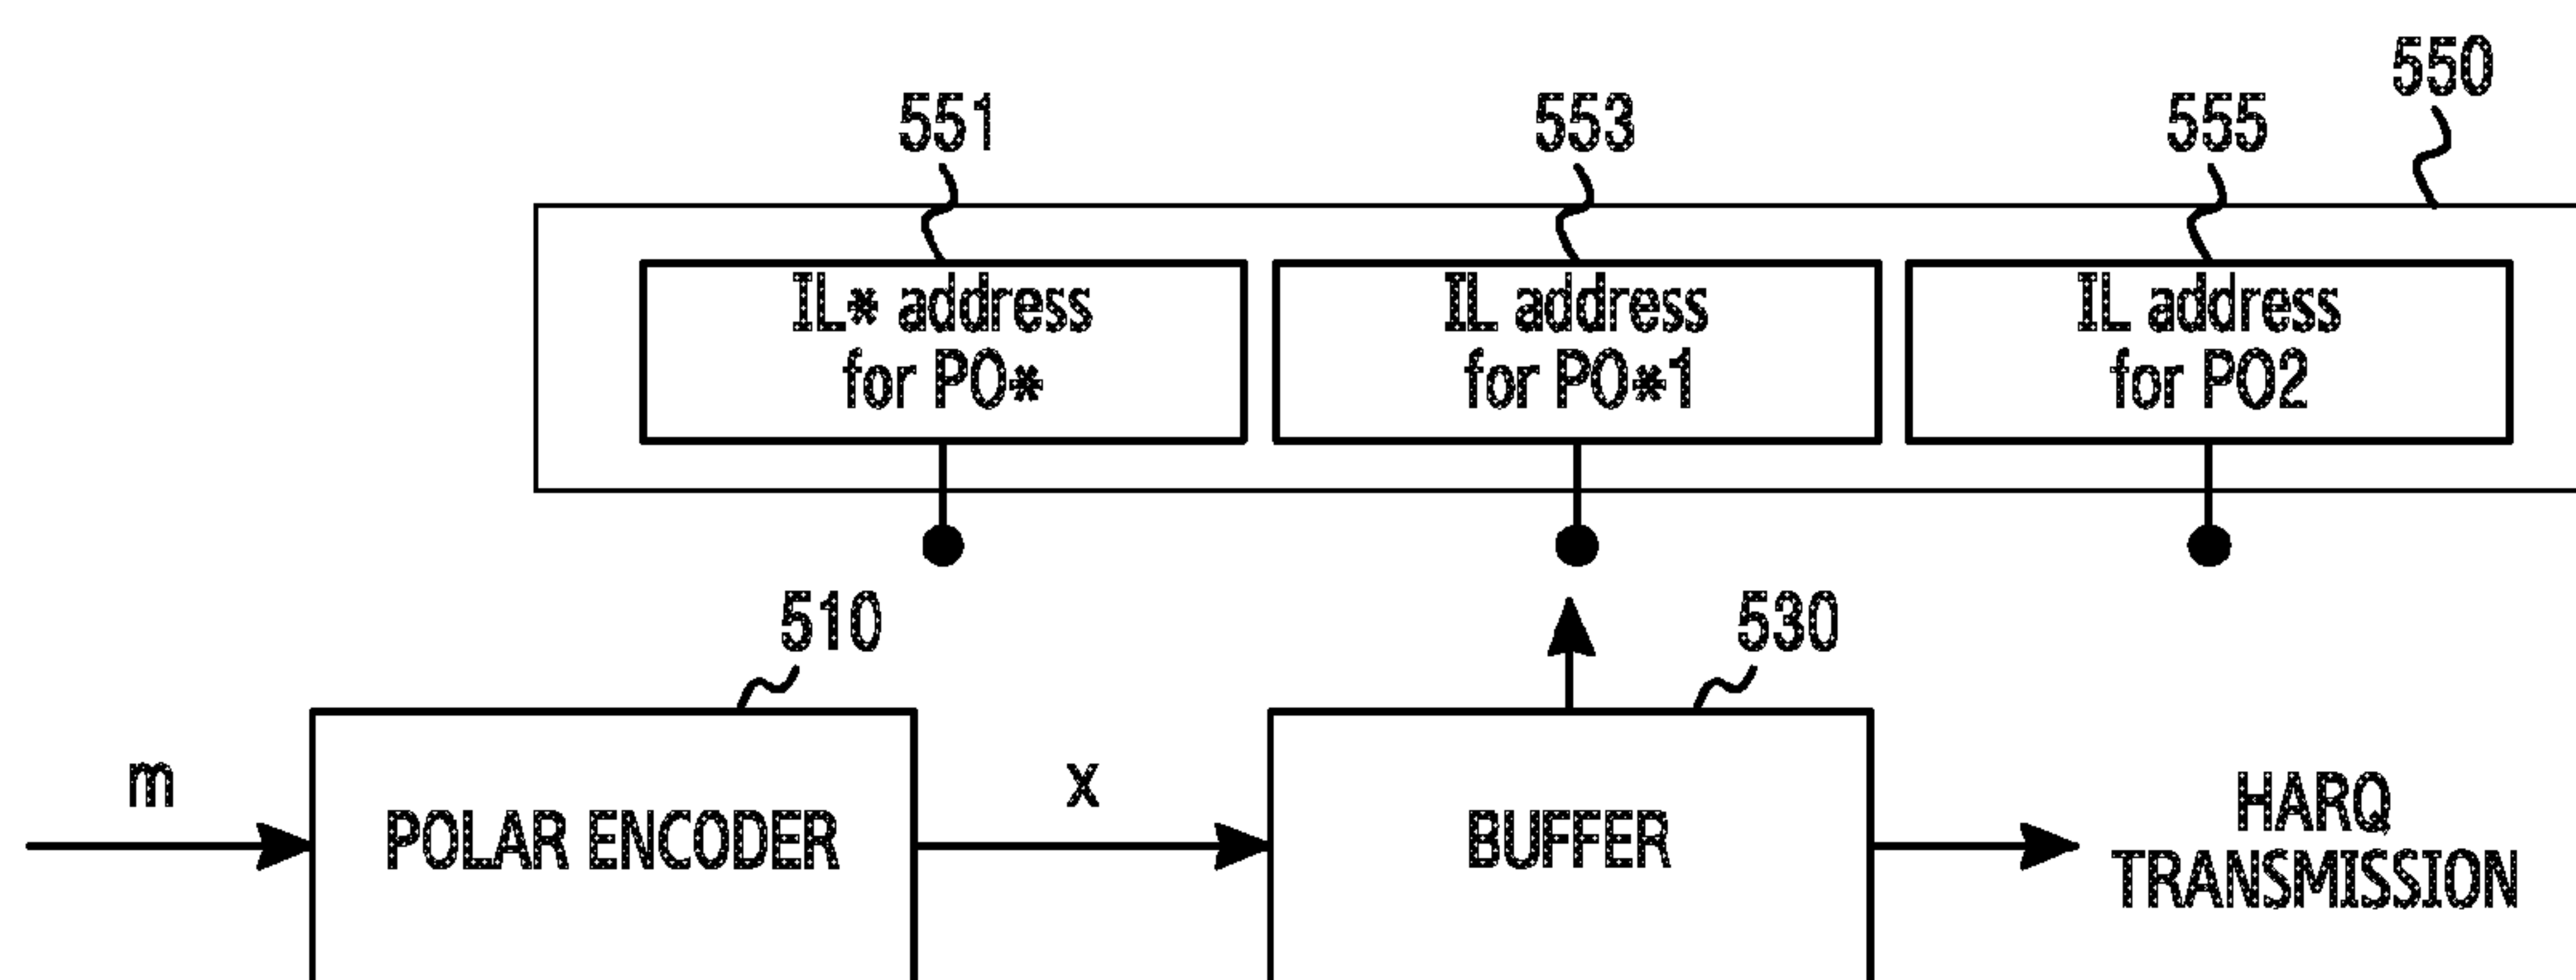 550
551
553
555
IL* address
for PO*
IL address
for PO*1
IL address
for PO2
510
530
m
POLAR ENCODER
x
BUFFER
HARQ
TRANSMISSION